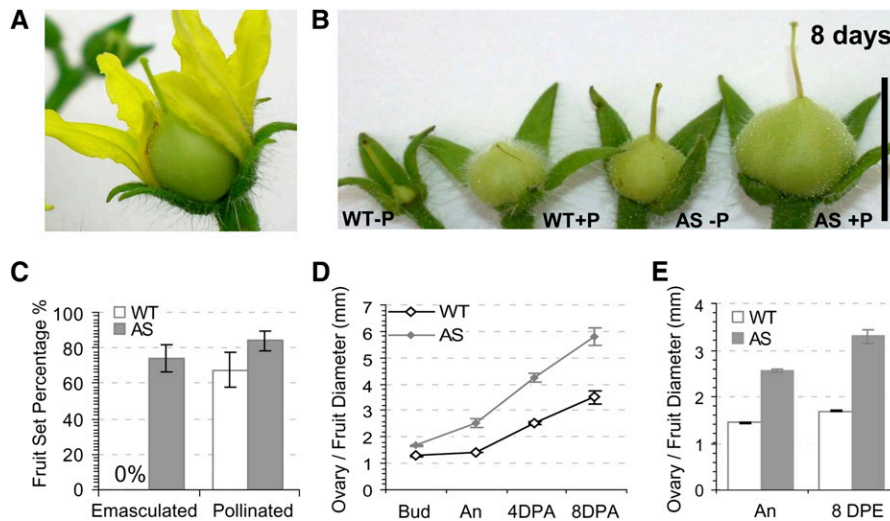 A
B
8 days
WT-P
WT+P
AS -P
AS +P
C
Fruit Set Percentage %
100
80
60
40
20
0
WT
AS
0%
Emasculated
Pollinated
D
Ovary / Fruit Diameter (mm)
7
6
5
4
3
2
1
0
WT
AS
Bud
An
4DPA
8DPA
E
Ovary / Fruit Diameter (mm)
4
3
2
1
0
WT
AS
An
8 DPE